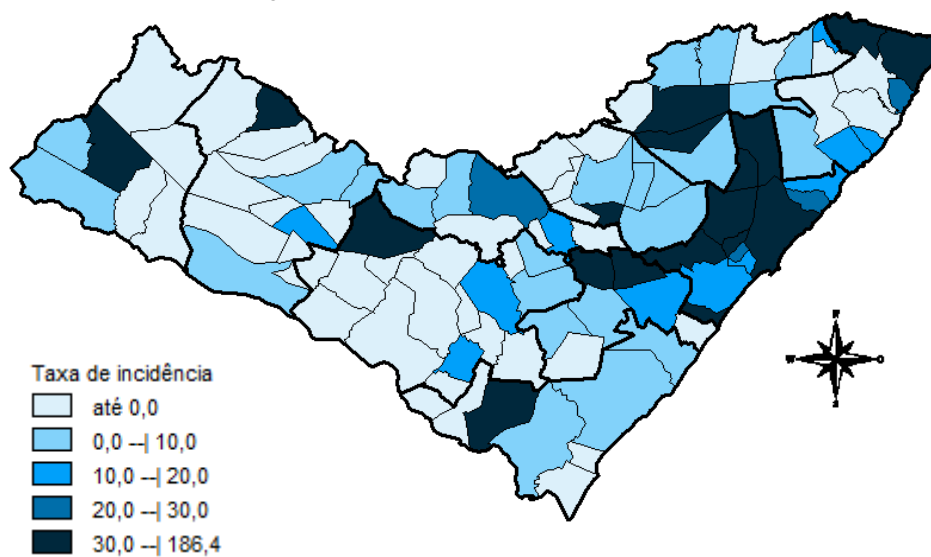 Taxa de incidência
até 0,0
0,0 --| 10,0
10,0 --| 20,0
20,0 --| 30,0
30,0 --| 186,4
W
O